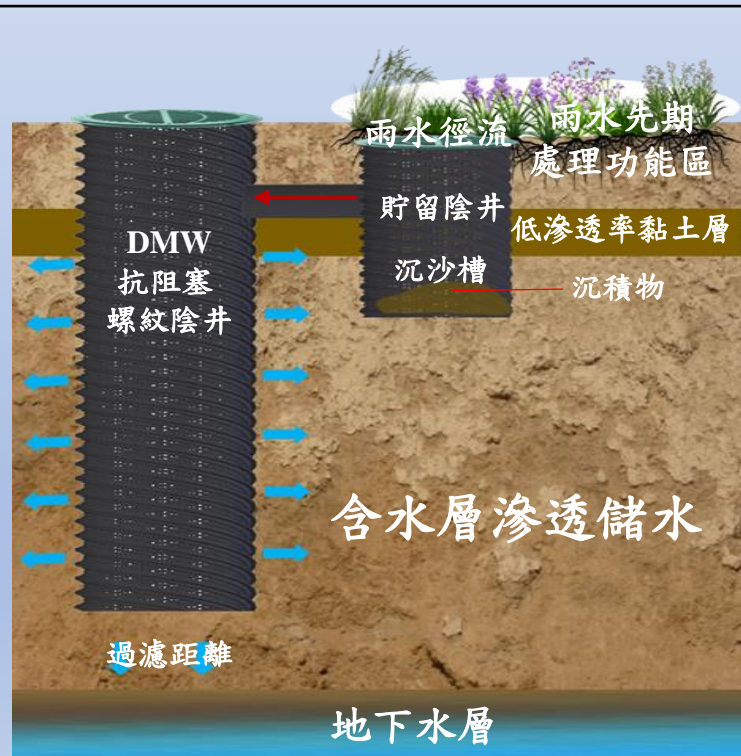 雨水徑流
雨水先期
處理功能區
貯留陰井
低滲透率黏土層
DMW
抗阻塞
螺紋陰井
沉沙槽
沉積物
含水層滲透儲水
過濾距離
地下水層